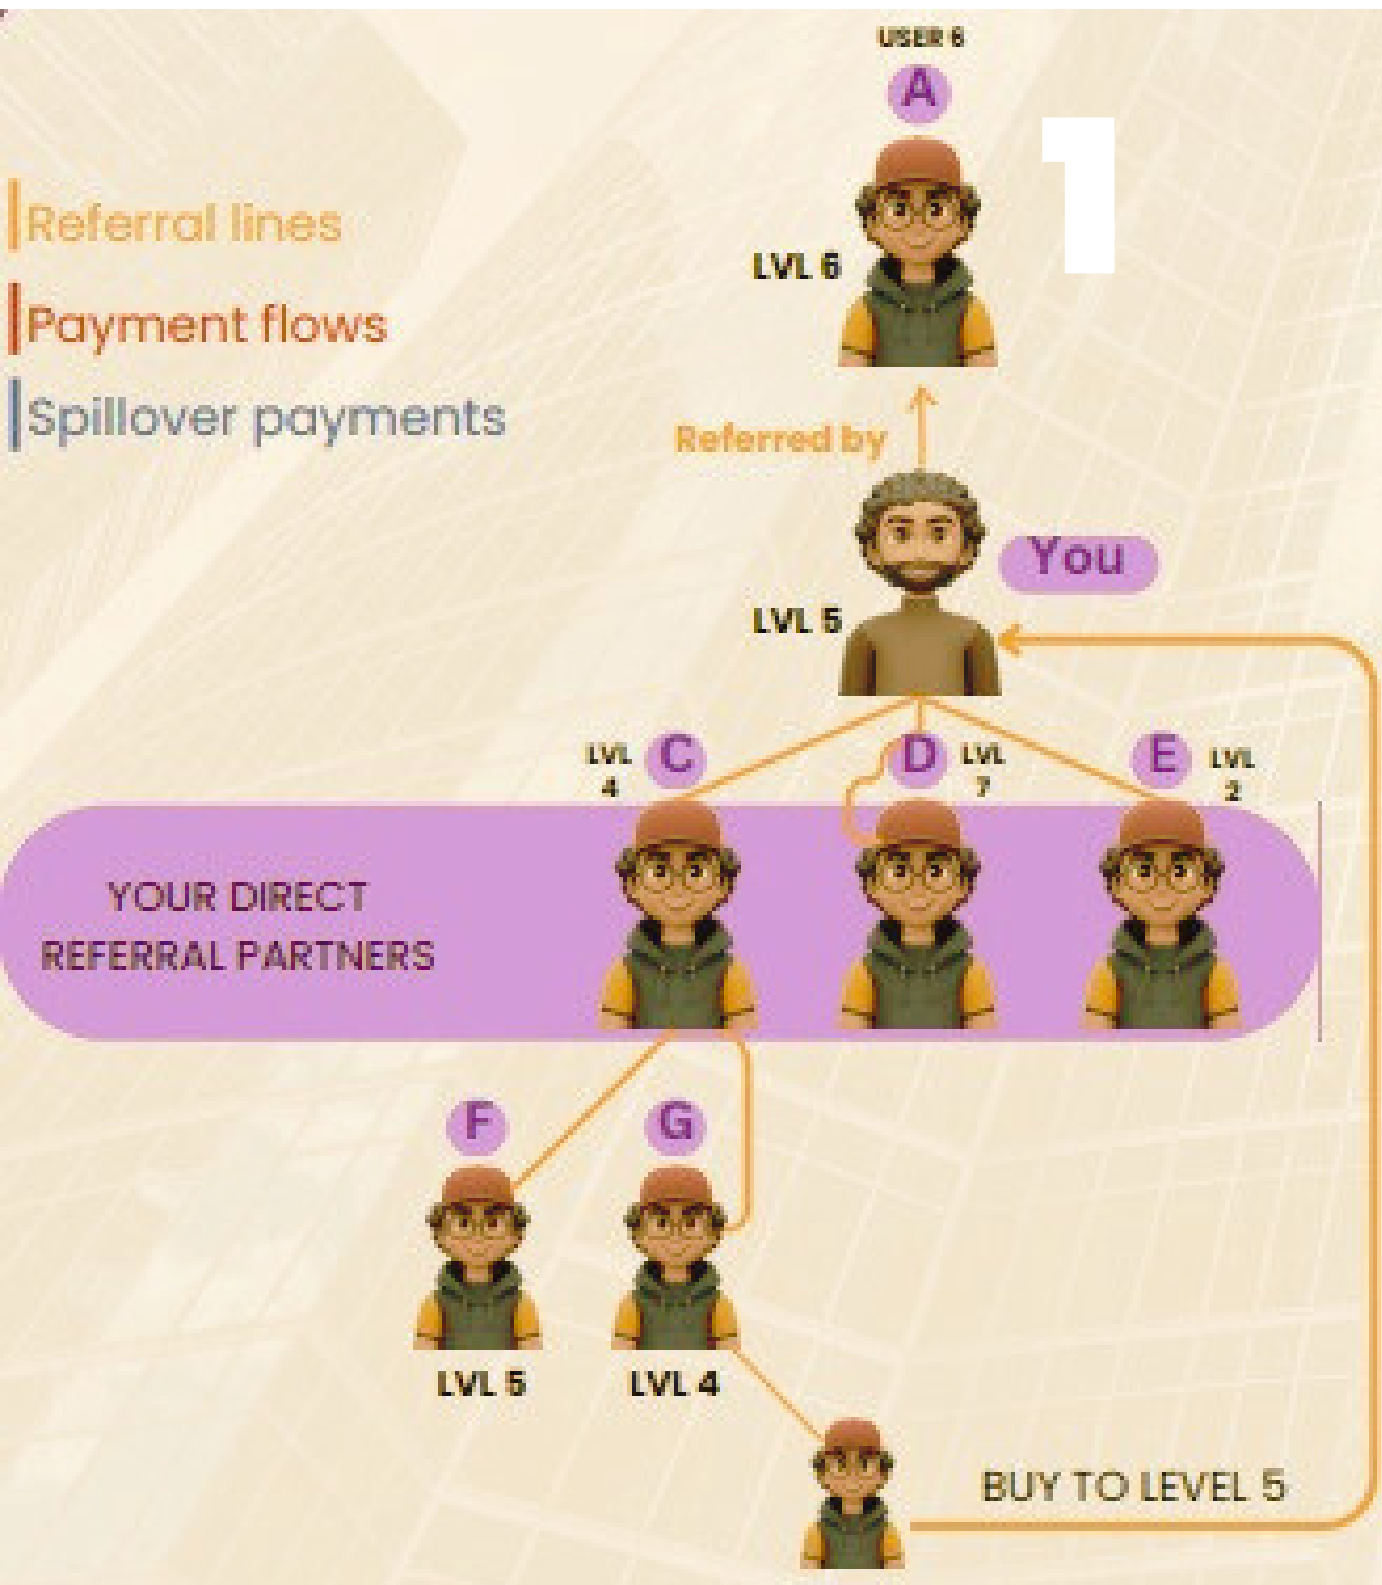 USER 6
A
1
Referral lines
LVL 6
Payment flows
Spillover payments
Referred by
You
LVL 5
LVL
4
C
D
LVL
7
E
LVL
2
YOUR DIRECT
REFERRAL PARTNERS
F
G
LVL 5
LVL 4
BUY TO LEVEL 5